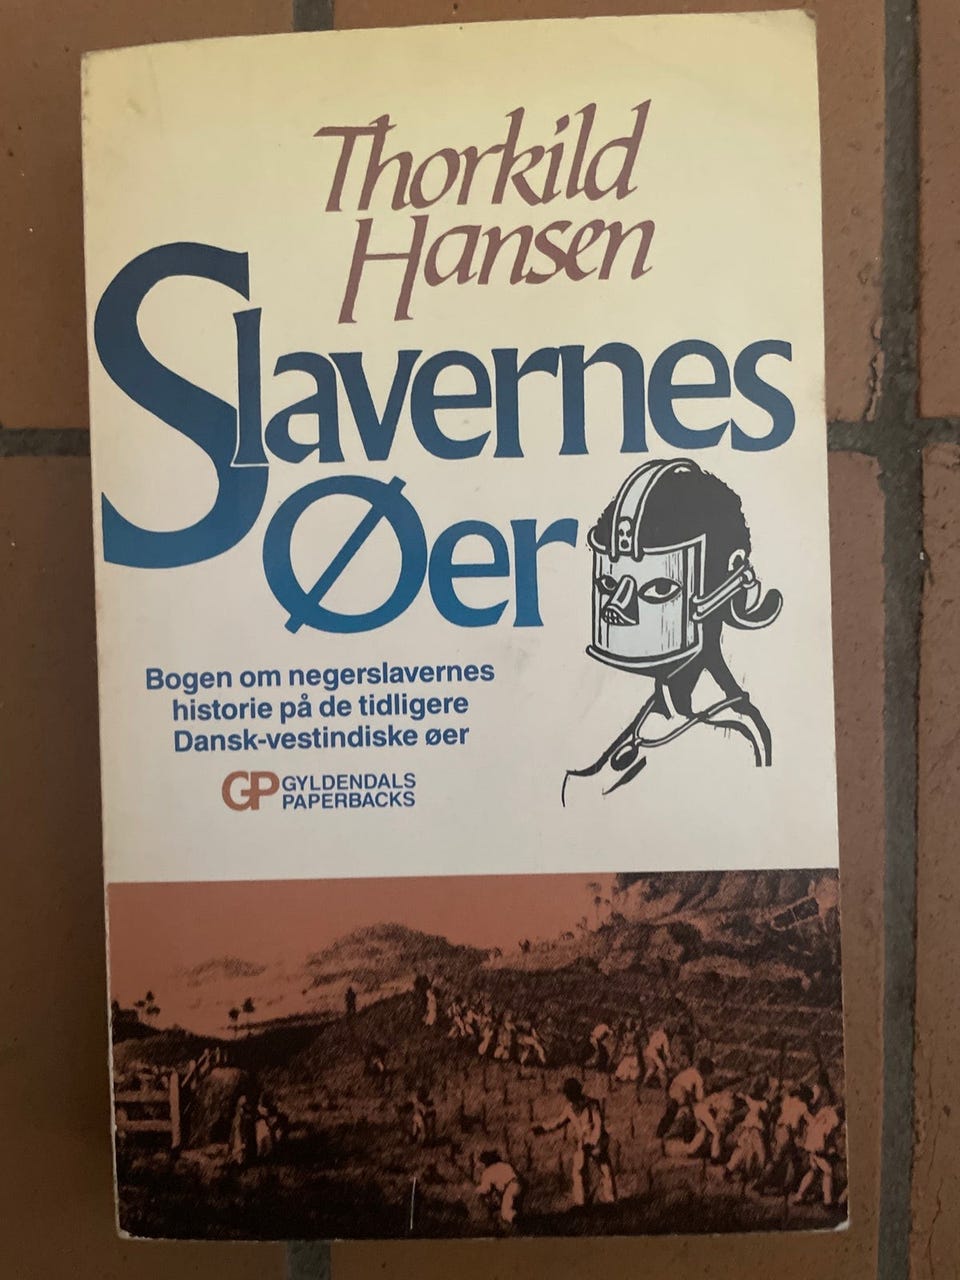 Thorkild
Hansen
Slavernes
Øer
Bogen om negerslavernes
historie på de tidligere
Dansk-vestindiske øer
GP GYLDENDALS
PAPERBACKS